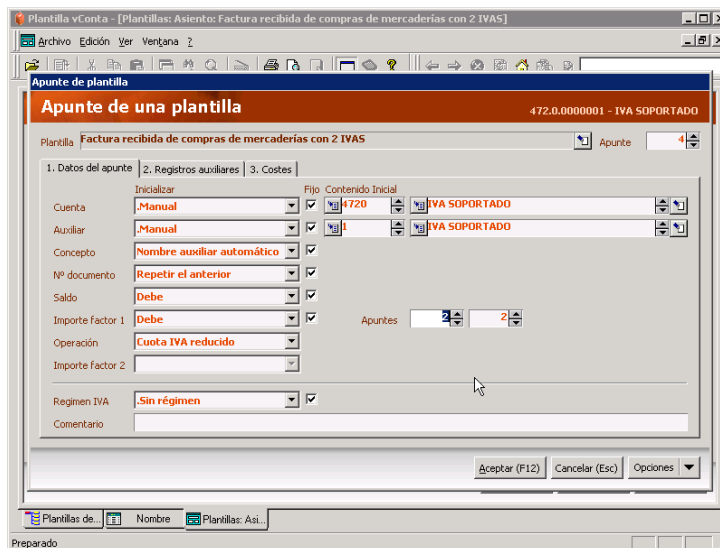 Plantilla vConta - [Plantillas: Asiento: Factura recibida de compras de mercaderías con 2 IVAS]
Archivo Edición Ver Ventana ?
Apunte de plantilla
Apunte de una plantilla
472.0.0000001 - IVA SOPORTADO
Plantilla Factura recibida de compras de mercaderías con 2 IVAS Apunte 4
1. Datos del apunte 2. Registros auxiliares 3. Costes
Inicializar Fijo Contenido Inicial
Cuenta .Manual 4720 IVA SOPORTADO
Auxiliar .Manual 1 IVA SOPORTADO
Concepto Nombre auxiliar automático
Nº documento Repetir el anterior
Saldo Debe
Importe factor 1 Debe Apuntes 2 2
Operación Cuota IVA reducido
Importe factor 2
Regimen IVA .Sin régimen
Comentario
Aceptar (F12) Cancelar (Esc) Opciones
Plantillas de... Nombre Plantillas: Asi...
Preparado